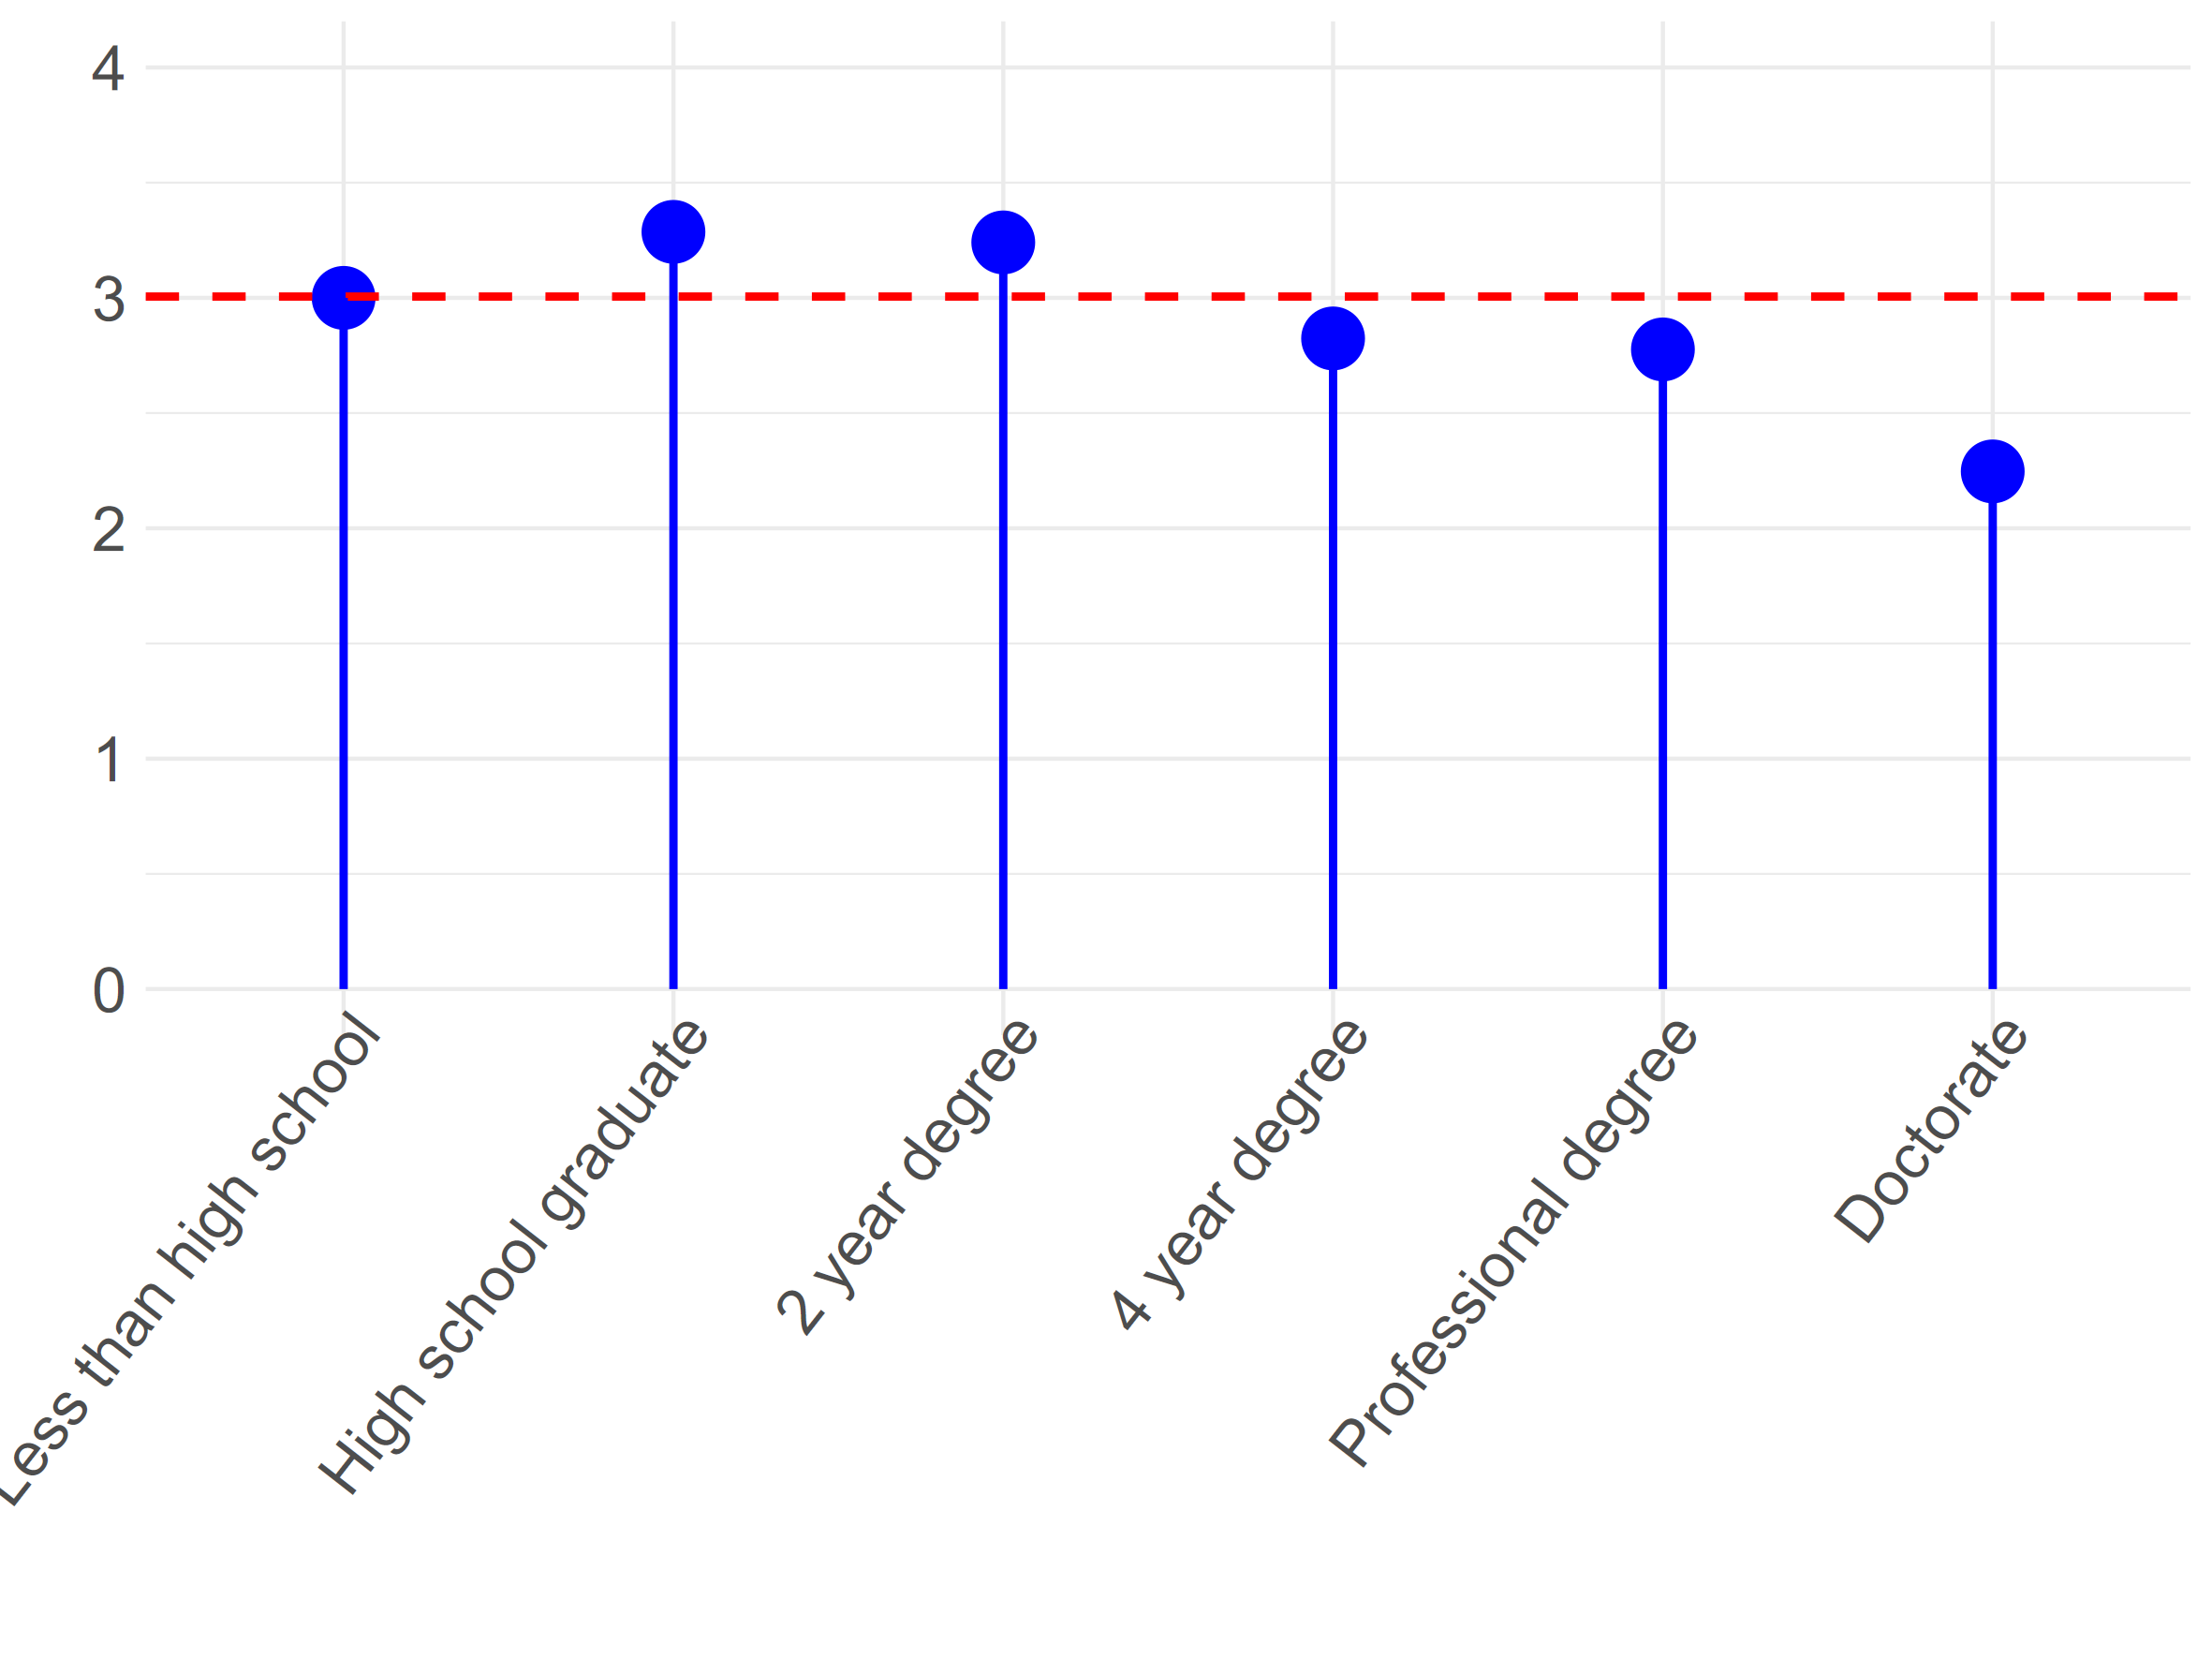 4
3
2
1
0
Less than high school
High school graduate
2 year degree
4 year degree
Professional degree
Doctorate